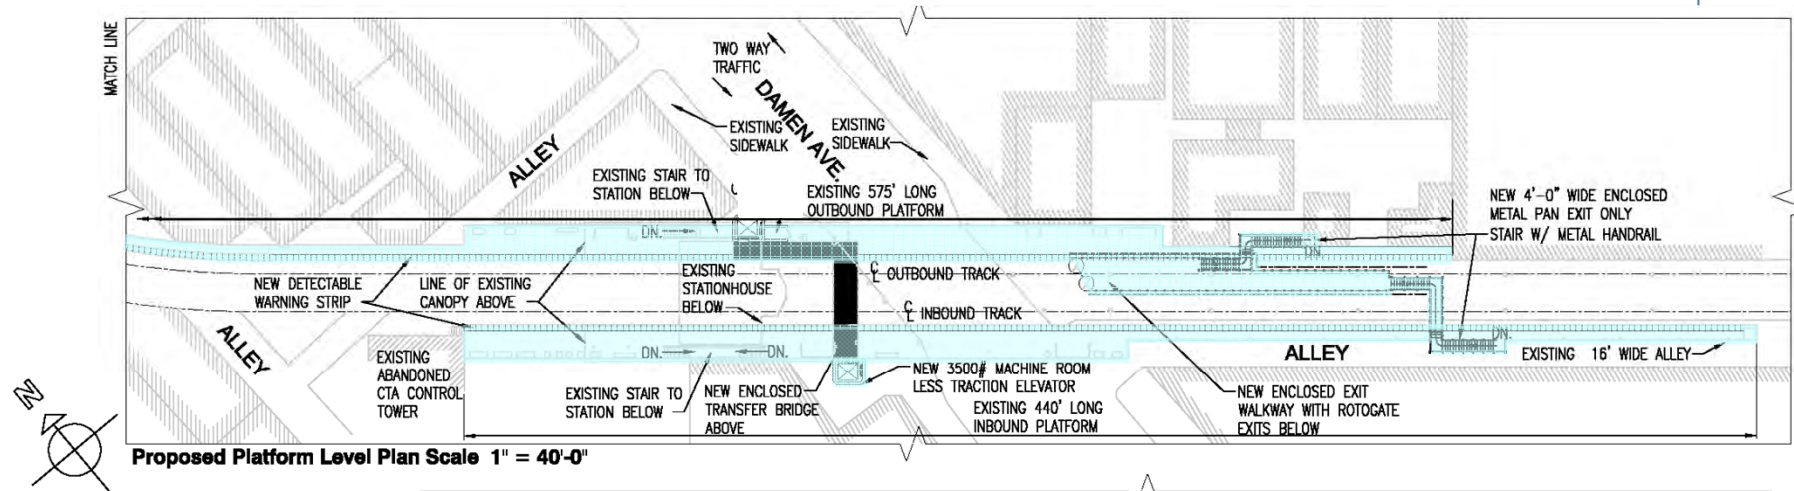 MATCH LINE
TWO WAY
TRAFFIC
DAMEN AVE.
EXISTING
SIDEWALK
EXISTING
SIDEWALK
ALLEY
EXISTING STAIR TO
STATION BELOW
EXISTING 575' LONG
OUTBOUND PLATFORM
NEW 4'-0" WIDE ENCLOSED
METAL PAN EXIT ONLY
STAIR W/ METAL HANDRAIL
DN.
DN.
NEW DETECTABLE
WARNING STRIP
LINE OF EXISTING
CANOPY ABOVE
EXISTING
STATIONHOUSE
BELOW
℄ OUTBOUND TRACK
℄ INBOUND TRACK
ALLEY
EXISTING
ABANDONED
CTA CONTROL
TOWER
DN.
DN.
DN.
EXISTING STAIR TO
STATION BELOW
NEW ENCLOSED
TRANSFER BRIDGE
ABOVE
NEW 3500# MACHINE ROOM
LESS TRACTION ELEVATOR
EXISTING 440' LONG
INBOUND PLATFORM
ALLEY
EXISTING 16' WIDE ALLEY
NEW ENCLOSED EXIT
WALKWAY WITH ROTOGATE
EXITS BELOW
N
Proposed Platform Level Plan Scale 1" = 40'-0"